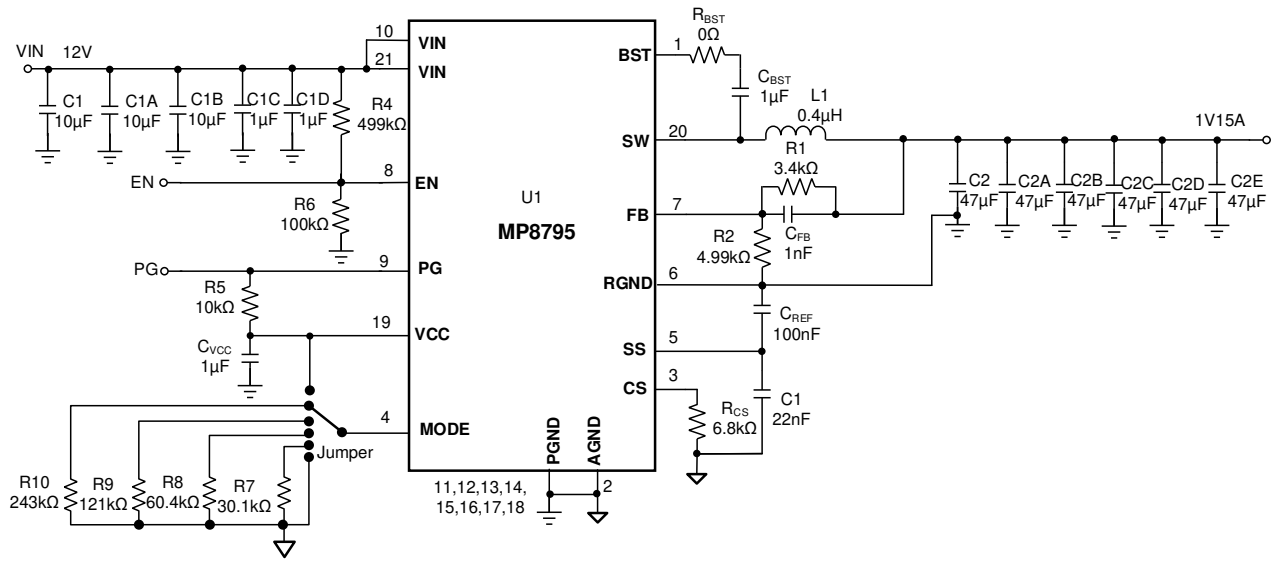 VIN
12V
C1
10µF
C1A
10µF
C1B
10µF
C1C
1µF
C1D
1µF
R4
499kΩ
EN
R6
100kΩ
PG
R5
10kΩ
CVCC
1µF
Jumper
R10
243kΩ
R9
121kΩ
R8
60.4kΩ
R7
30.1kΩ
10
VIN
21
VIN
8
EN
9
PG
19
VCC
4
MODE
U1
MP8795
PGND
AGND
11,12,13,14,
15,16,17,18
2
BST
1
SW
20
FB
7
RGND
6
SS
5
CS
3
RBST
0Ω
CBST
1µF
L1
0.4µH
R1
3.4kΩ
CFB
1nF
R2
4.99kΩ
CREF
100nF
C1
22nF
RCS
6.8kΩ
1V15A
C2
47µF
C2A
47µF
C2B
47µF
C2C
47µF
C2D
47µF
C2E
47µF